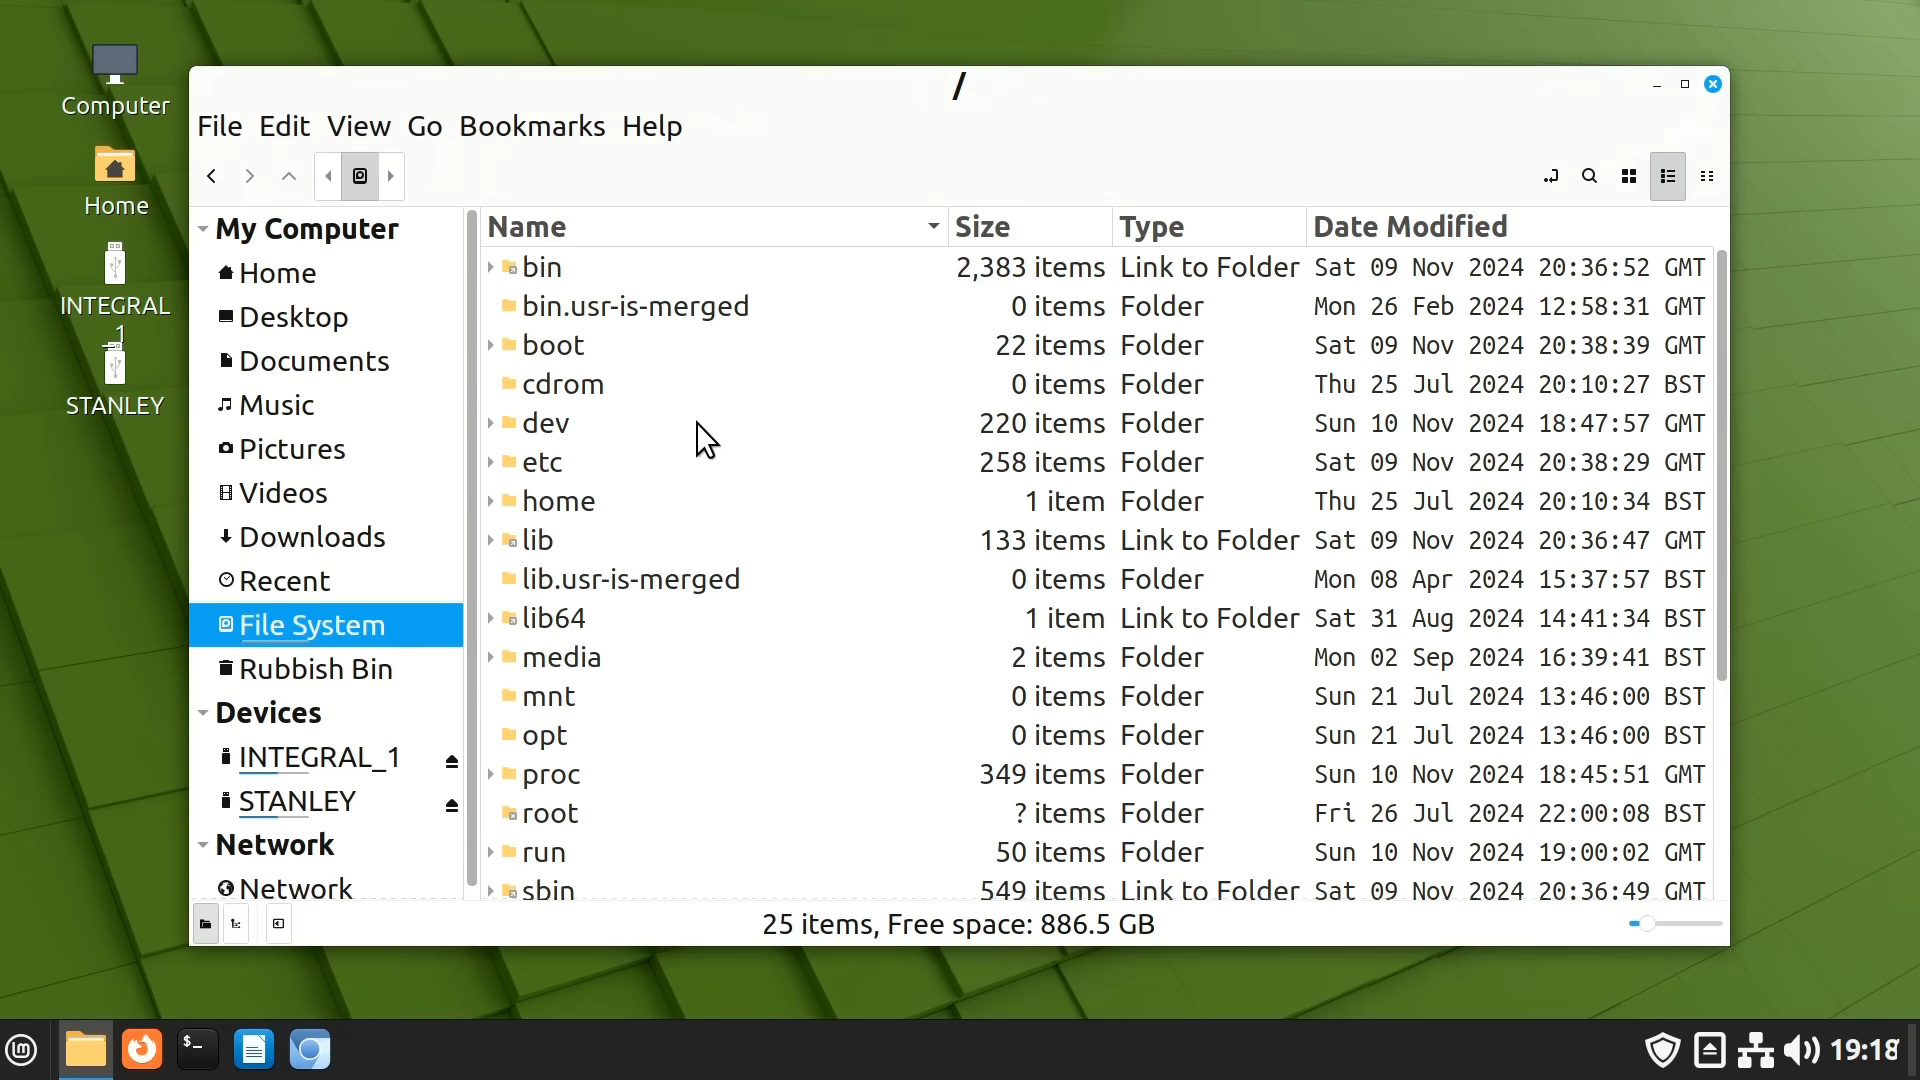 /
File Edit View Go Bookmarks Help
Computer
Home
INTEGRAL
1
STANLEY
My Computer
Home
Desktop
Documents
Music
Pictures
Videos
Downloads
Recent
File System
Rubbish Bin
Devices
INTEGRAL_1
STANLEY
Network
Network
Name Size Type Date Modified
bin 2,383 items Link to Folder Sat 09 Nov 2024 20:36:52 GMT
bin.usr-is-merged 0 items Folder Mon 26 Feb 2024 12:58:31 GMT
boot 22 items Folder Sat 09 Nov 2024 20:38:39 GMT
cdrom 0 items Folder Thu 25 Jul 2024 20:10:27 BST
dev 220 items Folder Sun 10 Nov 2024 18:47:57 GMT
etc 258 items Folder Sat 09 Nov 2024 20:38:29 GMT
home 1 item Folder Thu 25 Jul 2024 20:10:34 BST
lib 133 items Link to Folder Sat 09 Nov 2024 20:36:47 GMT
lib.usr-is-merged 0 items Folder Mon 08 Apr 2024 15:37:57 BST
lib64 1 item Link to Folder Sat 31 Aug 2024 14:41:34 BST
media 2 items Folder Mon 02 Sep 2024 16:39:41 BST
mnt 0 items Folder Sun 21 Jul 2024 13:46:00 BST
opt 0 items Folder Sun 21 Jul 2024 13:46:00 BST
proc 349 items Folder Sun 10 Nov 2024 18:45:51 GMT
root ? items Folder Fri 26 Jul 2024 22:00:08 BST
run 50 items Folder Sun 10 Nov 2024 19:00:02 GMT
sbin 549 items Link to Folder Sat 09 Nov 2024 20:36:49 GMT
25 items, Free space: 886.5 GB
$_
19:18